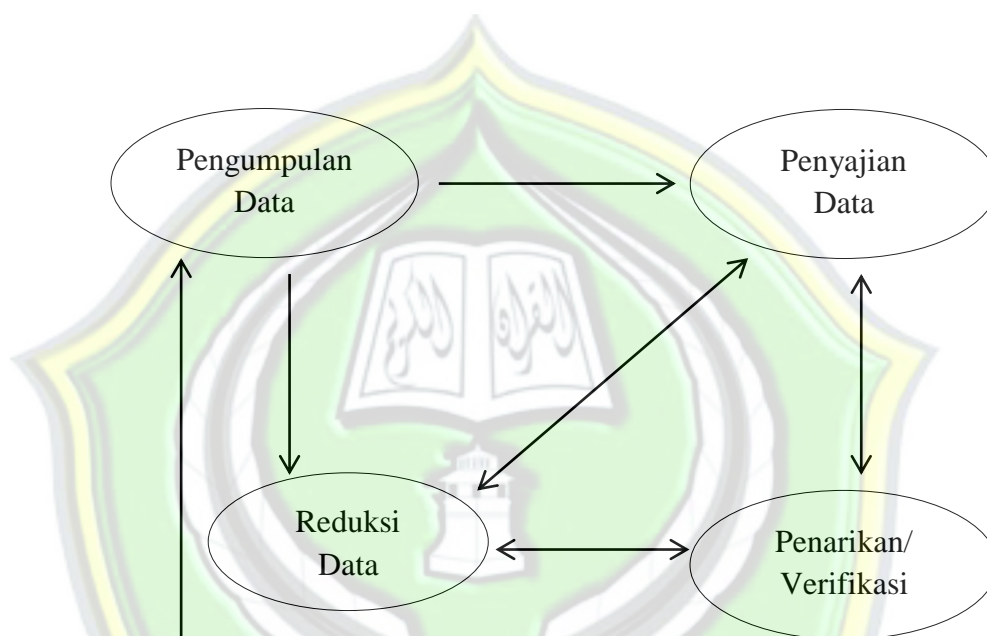 Pengumpulan
Data
Penyajian
Data
Reduksi
Data
Penarikan/
Verifikasi